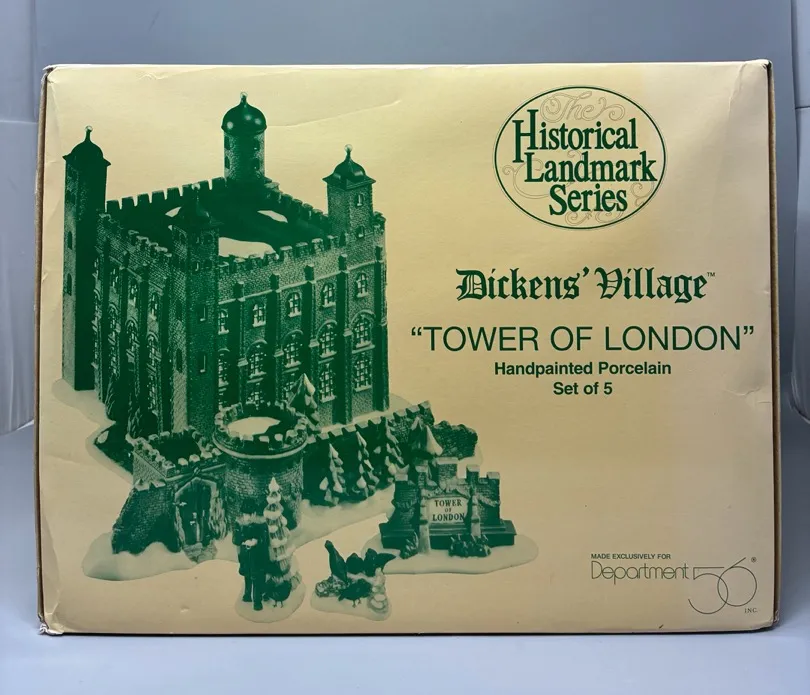 The
Historical
Landmark
Series
Dickens' Village™
“TOWER OF LONDON”
Handpainted Porcelain
Set of 5
TOWER
OF
LONDON
MADE EXCLUSIVELY FOR
Department 56®
INC.